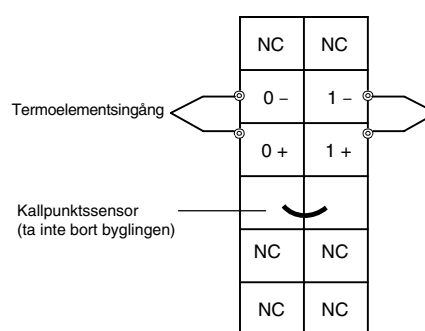 NC NC
0 – 1 –
Termoelementsingång
0 + 1 +
Kallpunktssensor
(ta inte bort byglingen)
NC NC
NC NC